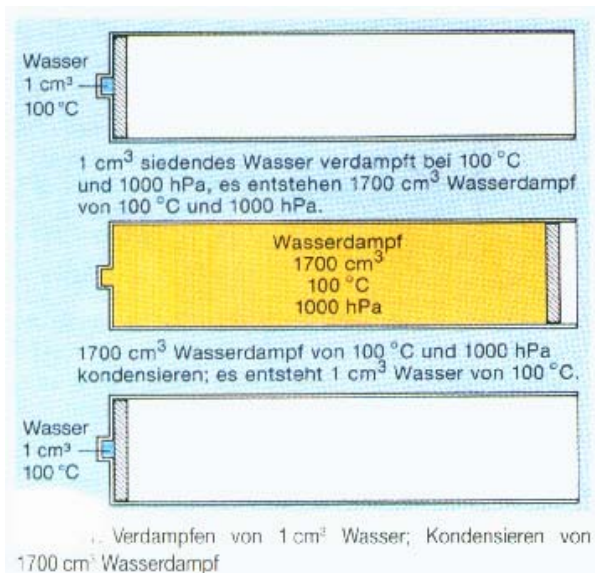 Wasser
1 cm³
100 °C
1 cm³ siedendes Wasser verdampft bei 100 °C
und 1000 hPa, es entstehen 1700 cm³ Wasserdampf
von 100 °C und 1000 hPa.
Wasserdampf
1700 cm³
100 °C
1000 hPa
1700 cm³ Wasserdampf von 100 °C und 1000 hPa
kondensieren; es entsteht 1 cm³ Wasser von 100 °C.
Wasser
1 cm³
100 °C
Verdampfen von 1 cm³ Wasser; Kondensieren von
1700 cm³ Wasserdampf